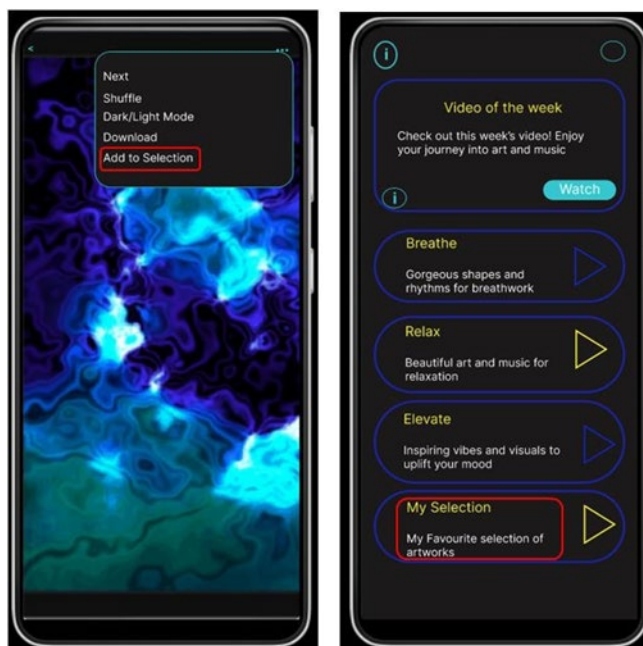 <
...
Next
Shuffle
Dark/Light Mode
Download
Add to Selection
i
Video of the week
Check out this week's video! Enjoy
your journey into art and music
i
Watch
Breathe
Gorgeous shapes and
rhythms for breathwork
Relax
Beautiful art and music for
relaxation
Elevate
Inspiring vibes and visuals to
uplift your mood
My Selection
My Favourite selection of
artworks